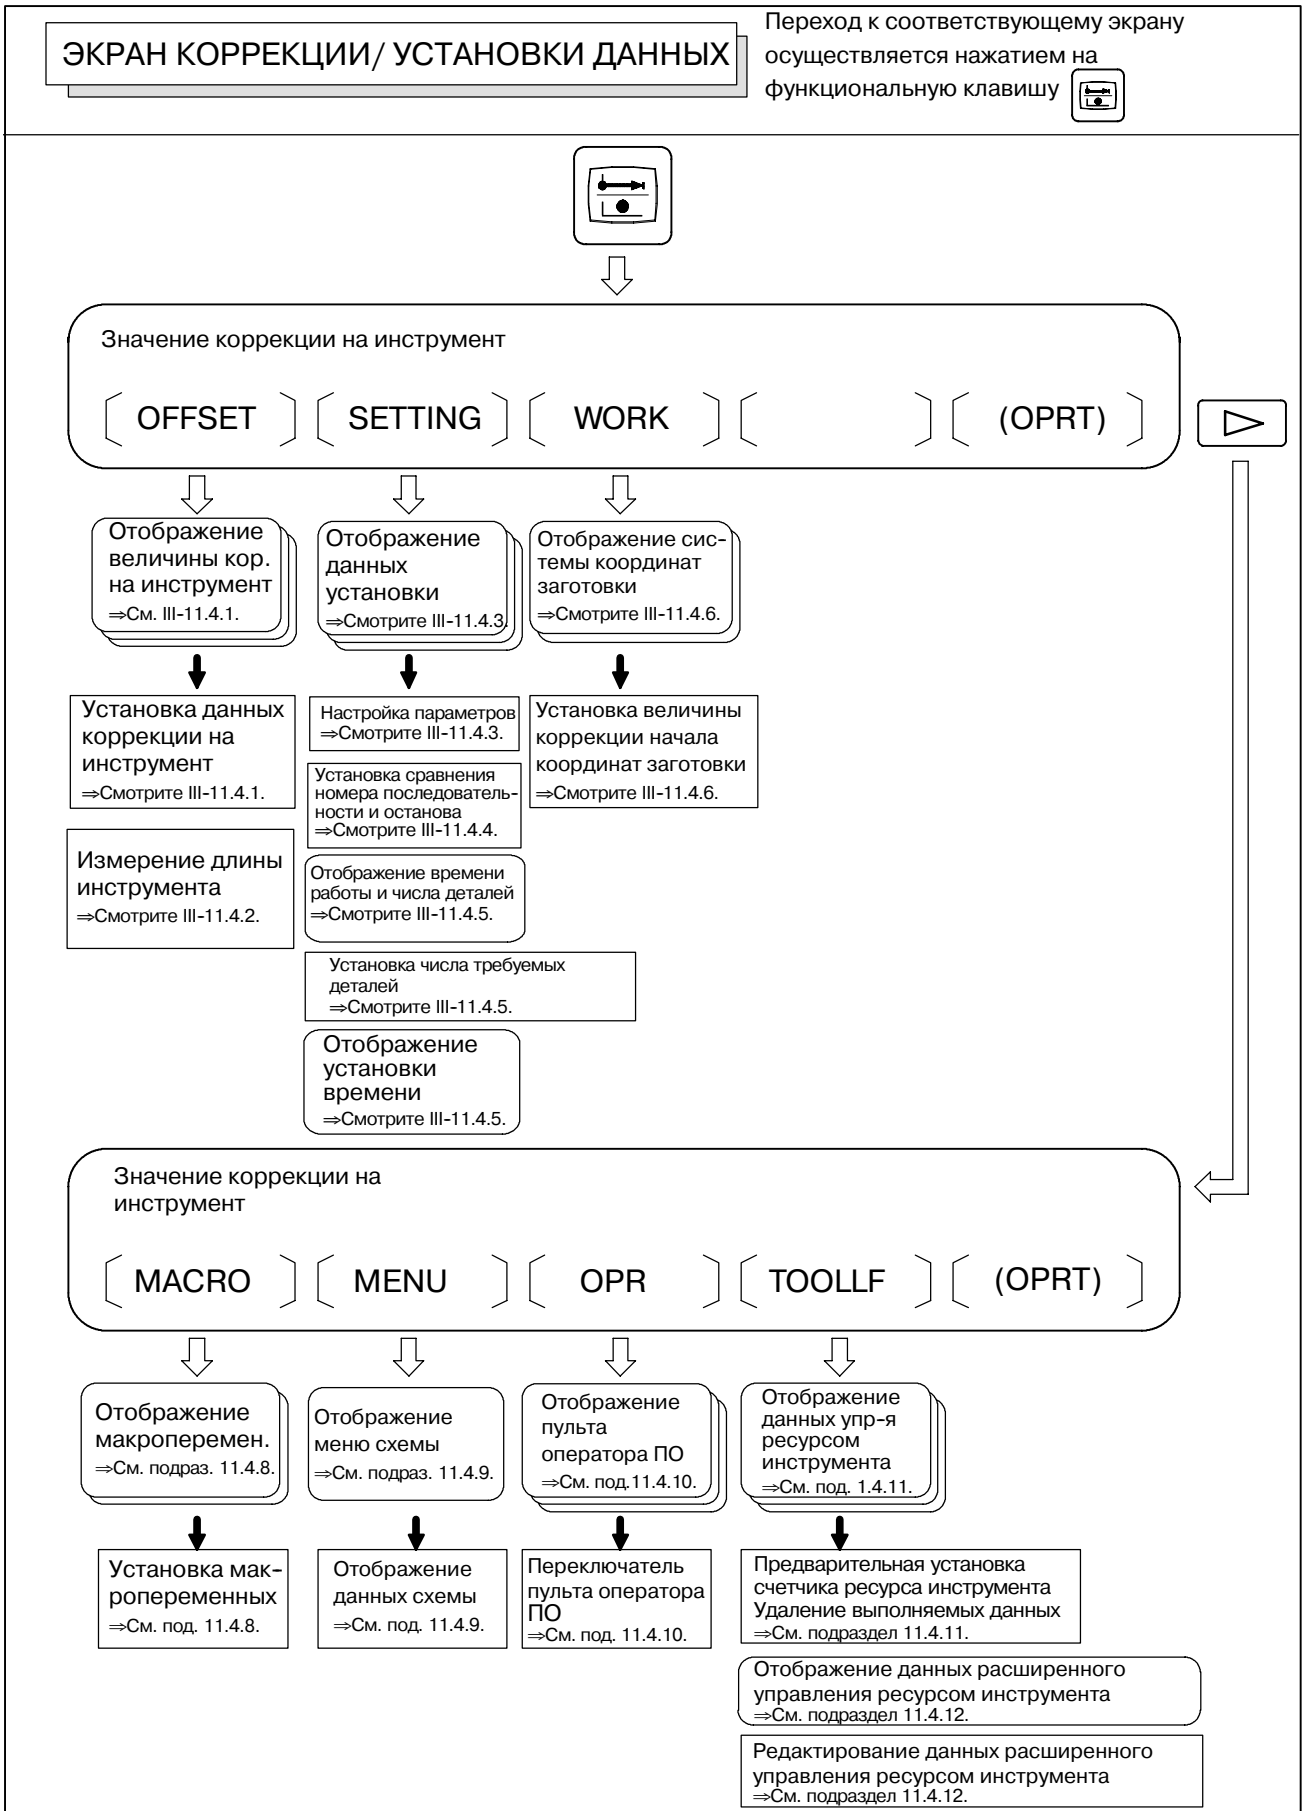 ЭКРАН КОРРЕКЦИИ/ УСТАНОВКИ ДАННЫХ
Переход к соответствующему экрану
осуществляется нажатием на
функциональную клавишу
Значение коррекции на инструмент
OFFSET
SETTING
WORK
(OPRT)
Отображение
величины кор.
на инструмент
⇒См. III-11.4.1.
Отображение
данных
установки
⇒Смотрите III-11.4.3.
Отображение сис-
темы координат
заготовки
⇒Смотрите III-11.4.6.
Установка данных
коррекции на
инструмент
⇒Смотрите III-11.4.1.
Настройка параметров
⇒Смотрите III-11.4.3.
Установка величины
коррекции начала
координат заготовки
⇒Смотрите III-11.4.6.
Установка сравнения
номера последователь-
ности и останова
⇒Смотрите III-11.4.4.
Измерение длины
инструмента
⇒Смотрите III-11.4.2.
Отображение времени
работы и числа деталей
⇒Смотрите III-11.4.5.
Установка числа требуемых
деталей
⇒Смотрите III-11.4.5.
Отображение
установки
времени
⇒Смотрите III-11.4.5.
Значение коррекции на
инструмент
MACRO
MENU
OPR
TOOLLF
(OPRT)
Отображение
макроперемен.
⇒См. подраз. 11.4.8.
Отображение
меню схемы
⇒См. подраз. 11.4.9.
Отображение
пульта
оператора ПО
⇒См. под.11.4.10.
Отображение
данных упр-я
ресурсом
инструмента
⇒См. под. 1.4.11.
Установка мак-
ропеременных
⇒См. под. 11.4.8.
Отображение
данных схемы
⇒См. под. 11.4.9.
Переключатель
пульта оператора
ПО
⇒См. под. 11.4.10.
Предварительная установка
счетчика ресурса инструмента
Удаление выполняемых данных
⇒См. подраздел 11.4.11.
Отображение данных расширенного
управления ресурсом инструмента
⇒См. подраздел 11.4.12.
Редактирование данных расширенного
управления ресурсом инструмента
⇒См. подраздел 11.4.12.